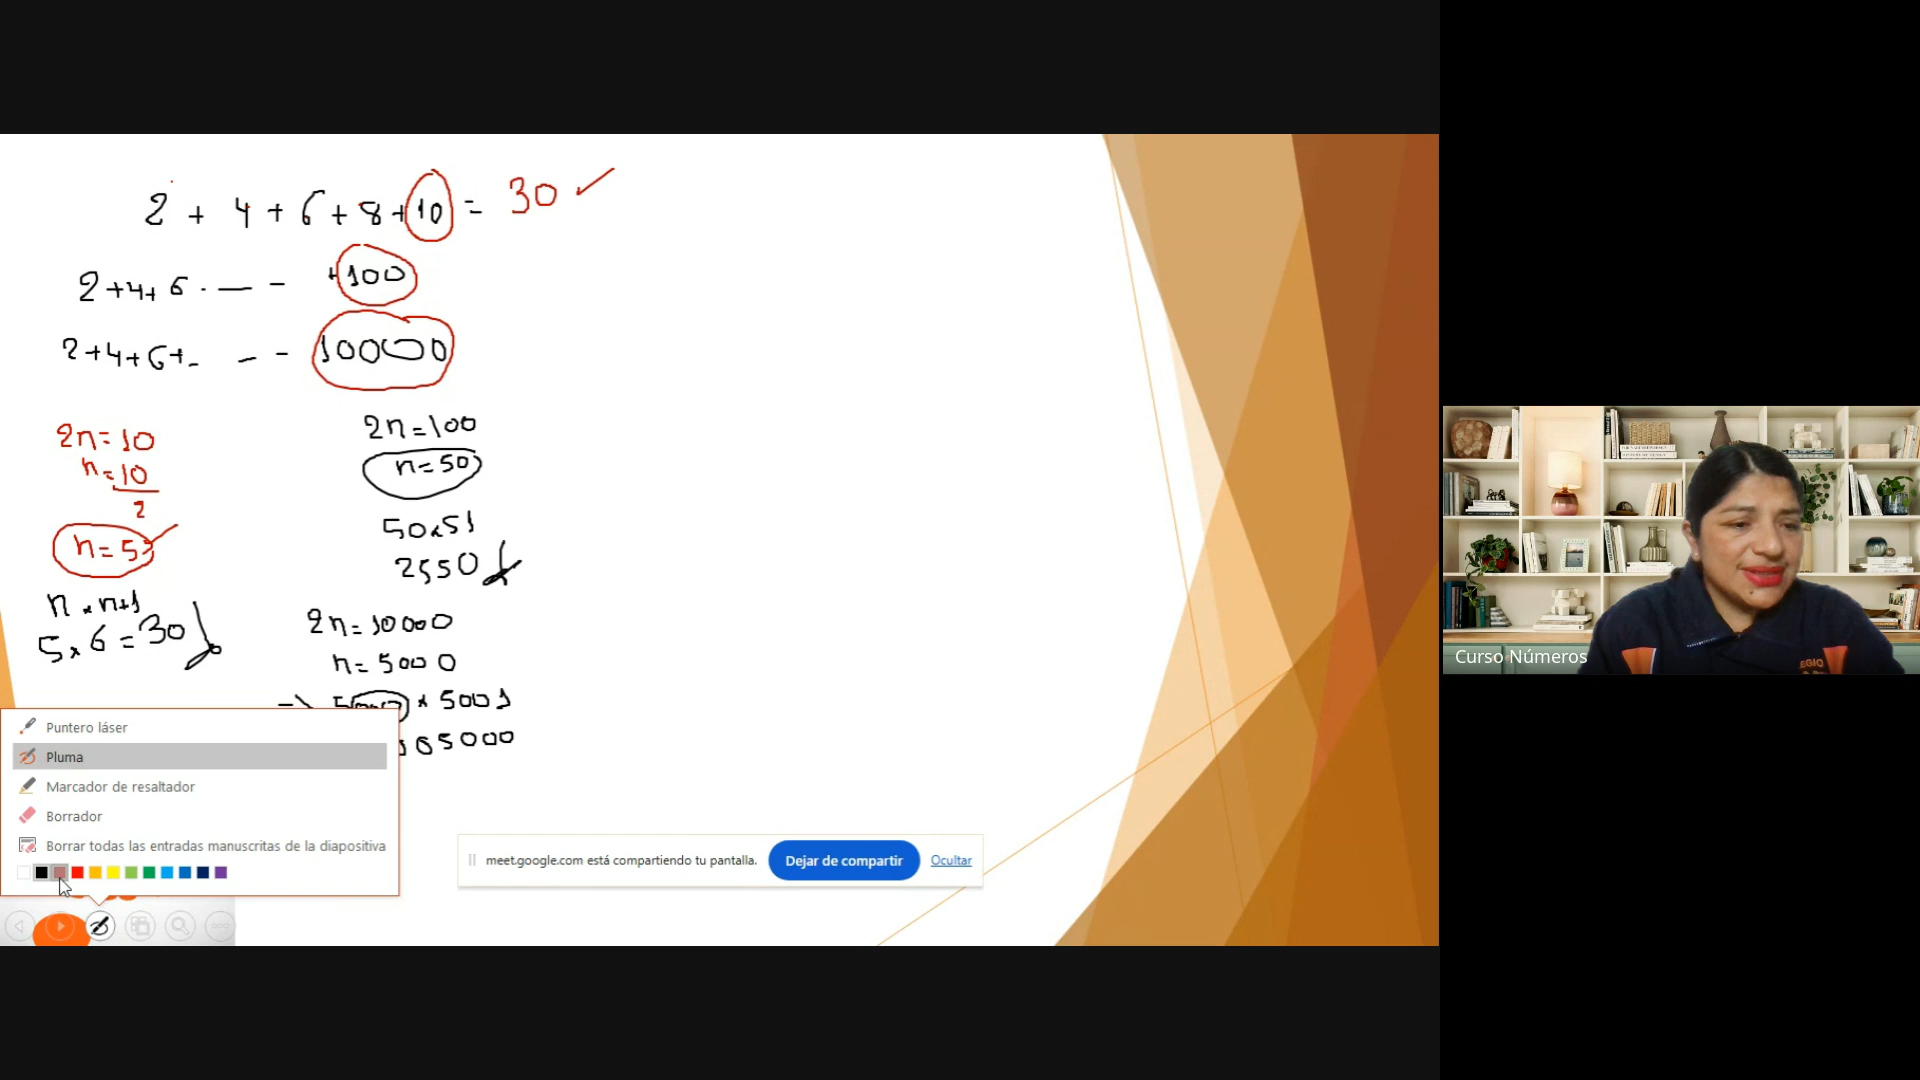 2 + 4 + 6 + 8 + 10 = 30
2+4+6 . — - +100
2+4+6+- - - 10000
2n=10
n=10
2
n=5
n × n+1
5 × 6 = 30
2n=100
n=50
50×51
2550
2n=10000
n=5000
→ 5000 × 5001
005000
Puntero láser
Pluma
Marcador de resaltador
Borrador
Borrar todas las entradas manuscritas de la diapositiva
meet.google.com está compartiendo tu pantalla.
Dejar de compartir
Ocultar
Curso Números
EGIO